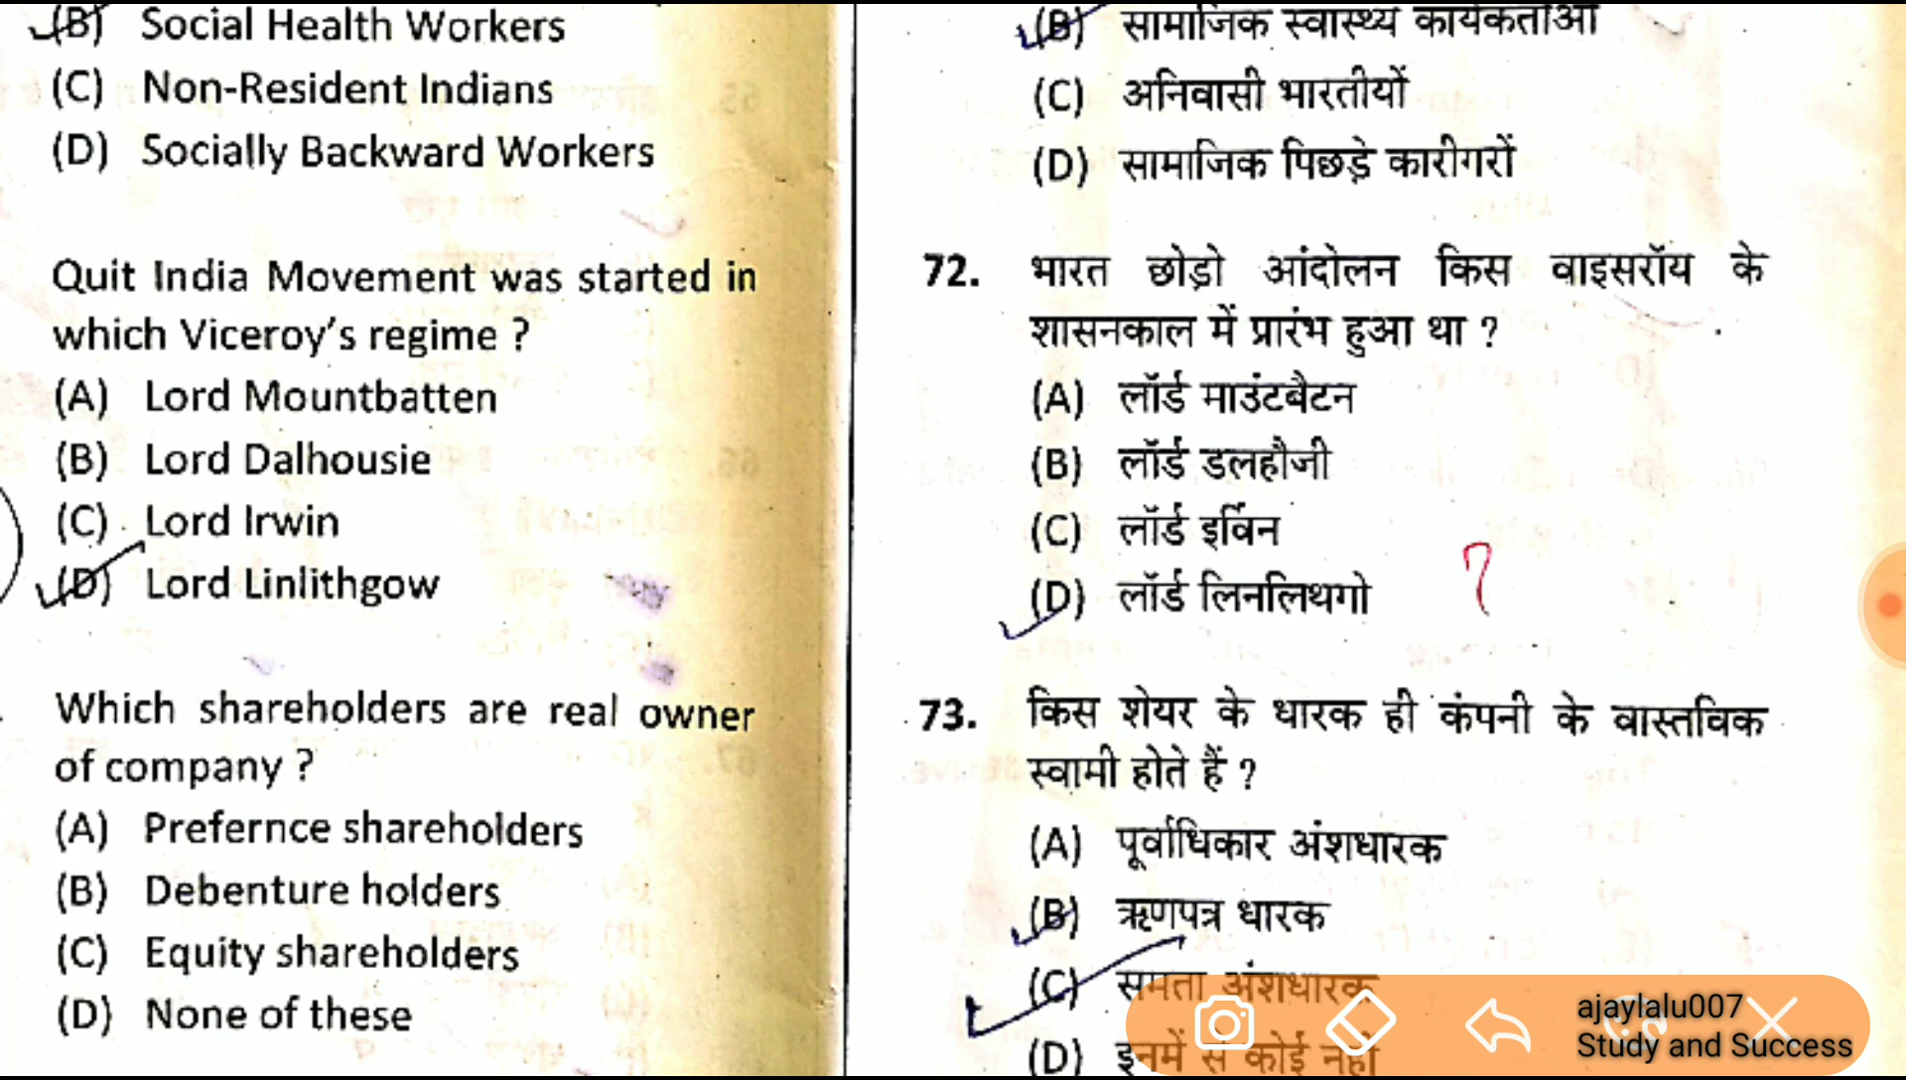 (B) Social Health Workers
(C) Non-Resident Indians
(D) Socially Backward Workers
Quit India Movement was started in
which Viceroy's regime ?
(A) Lord Mountbatten
(B) Lord Dalhousie
(C) Lord Irwin
(D) Lord Linlithgow
Which shareholders are real owner
of company ?
(A) Prefernce shareholders
(B) Debenture holders
(C) Equity shareholders
(D) None of these
(B) सामाजिक स्वास्थ्य कार्यकर्ताओं
(C) अनिवासी भारतीयों
(D) सामाजिक पिछड़े कारीगरों
72. भारत छोड़ो आंदोलन किस वाइसरॉय के
शासनकाल में प्रारंभ हुआ था ?
(A) लॉर्ड माउंटबैटन
(B) लॉर्ड डलहौजी
(C) लॉर्ड इर्विन
(D) लॉर्ड लिनलिथगो
?
73. किस शेयर के धारक ही कंपनी के वास्तविक
स्वामी होते हैं ?
(A) पूर्वाधिकार अंशधारक
(B) ऋणपत्र धारक
(C) समता अंशधारक
(D) इनमें से कोई नहीं
ajaylalu007
Study and Success